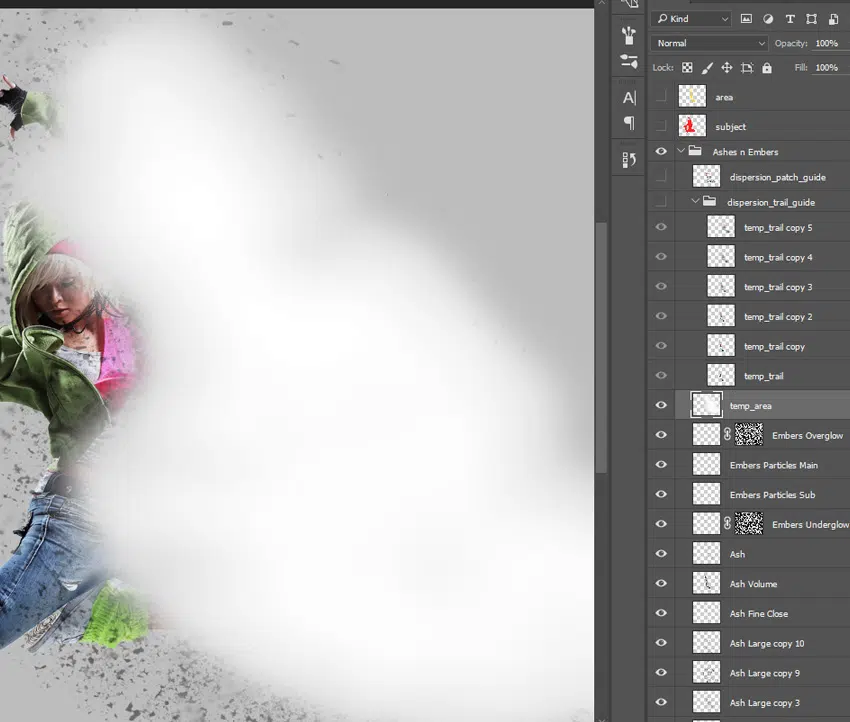 Kind
T
Normal
Opacity: 100%
Lock:
Fill: 100%
A|
¶
area
subject
Ashes n Embers
dispersion_patch_guide
dispersion_trail_guide
temp_trail copy 5
temp_trail copy 4
temp_trail copy 3
temp_trail copy 2
temp_trail copy
temp_trail
temp_area
Embers Overglow
Embers Particles Main
Embers Particles Sub
Embers Underglow
Ash
Ash Volume
Ash Fine Close
Ash Large copy 10
Ash Large copy 9
Ash Large copy 3